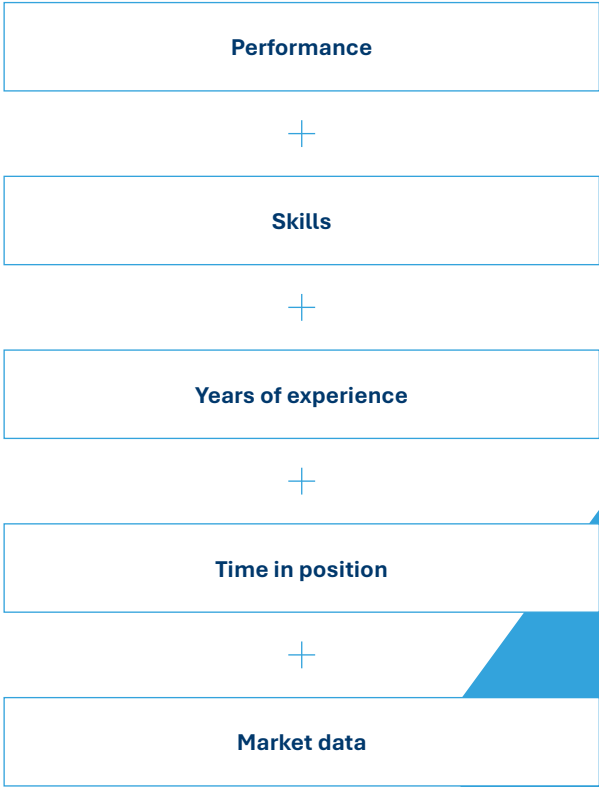 Performance
+
Skills
+
Years of experience
+
Time in position
+
Market data